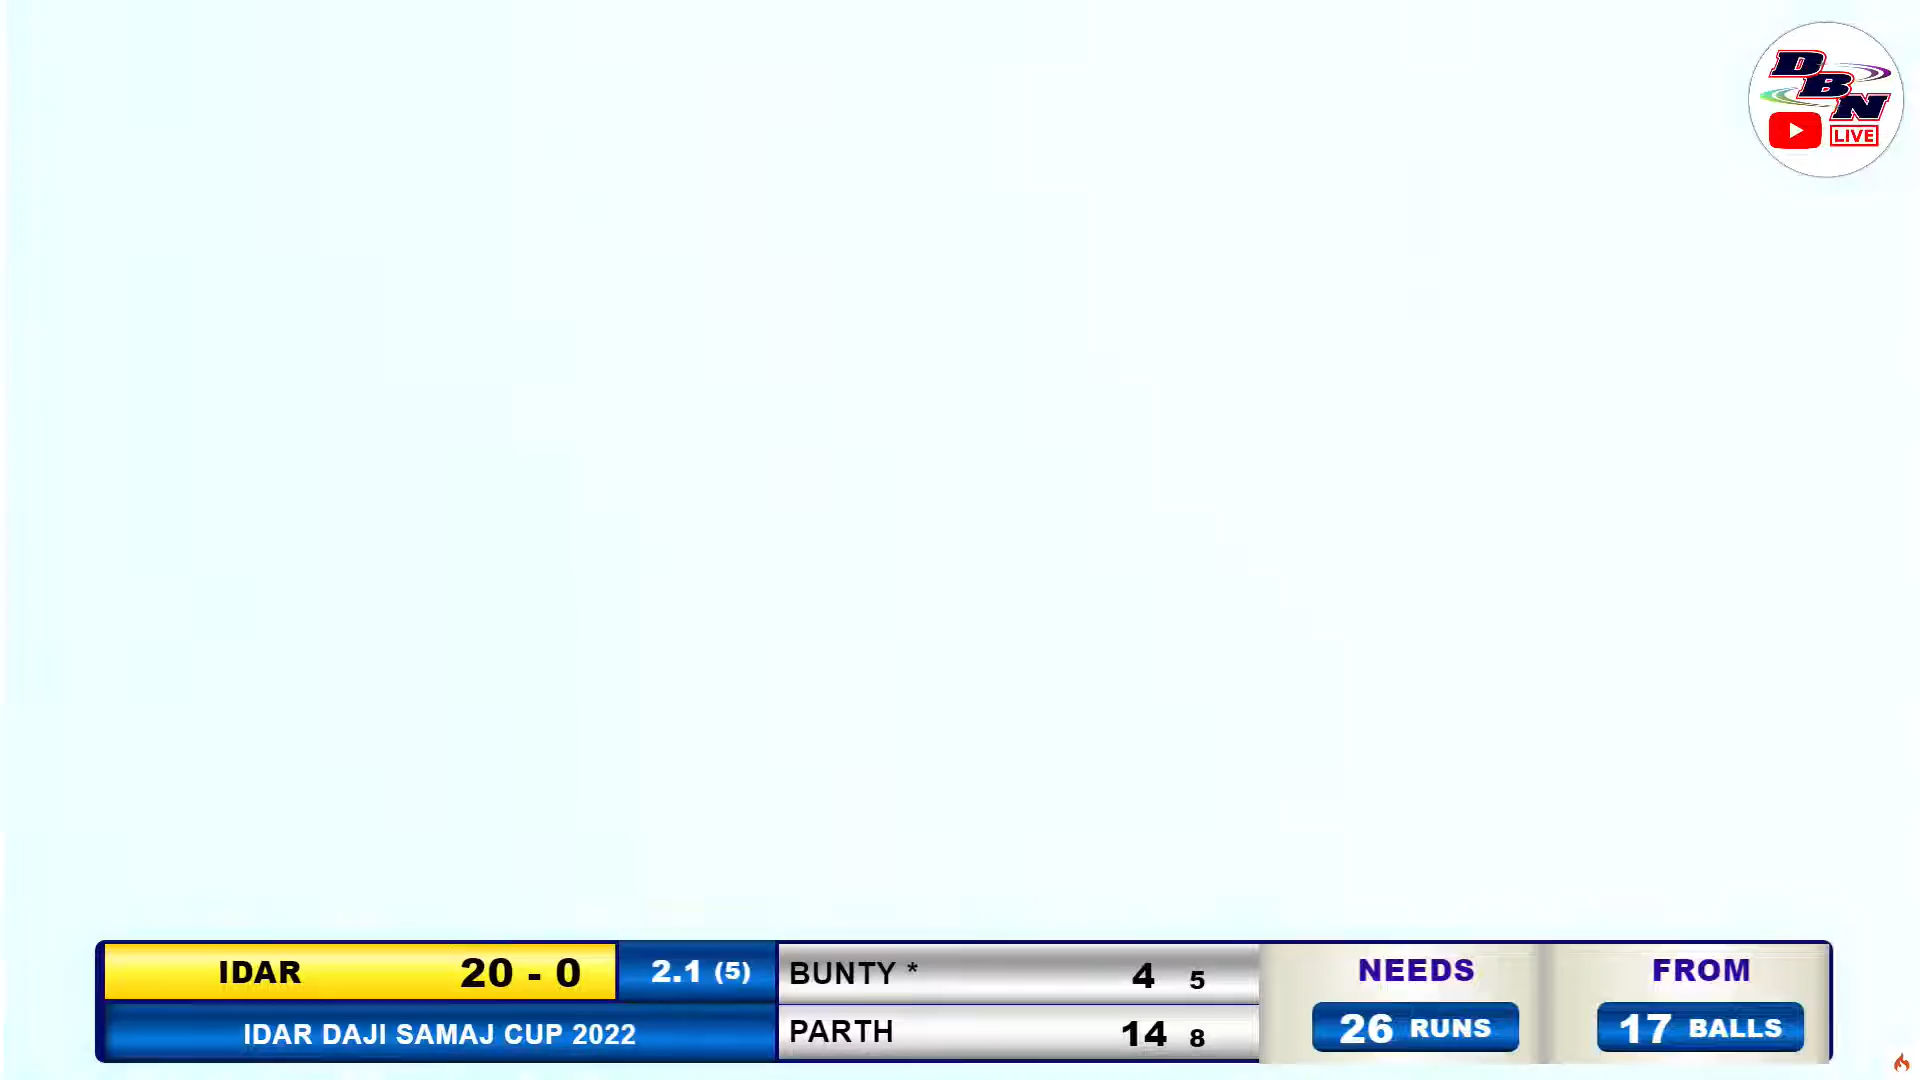 DBN
LIVE
IDAR 20 - 0 2.1 (5)
IDAR DAJI SAMAJ CUP 2022
BUNTY * 4 5
PARTH 14 8
NEEDS
26 RUNS
FROM
17 BALLS